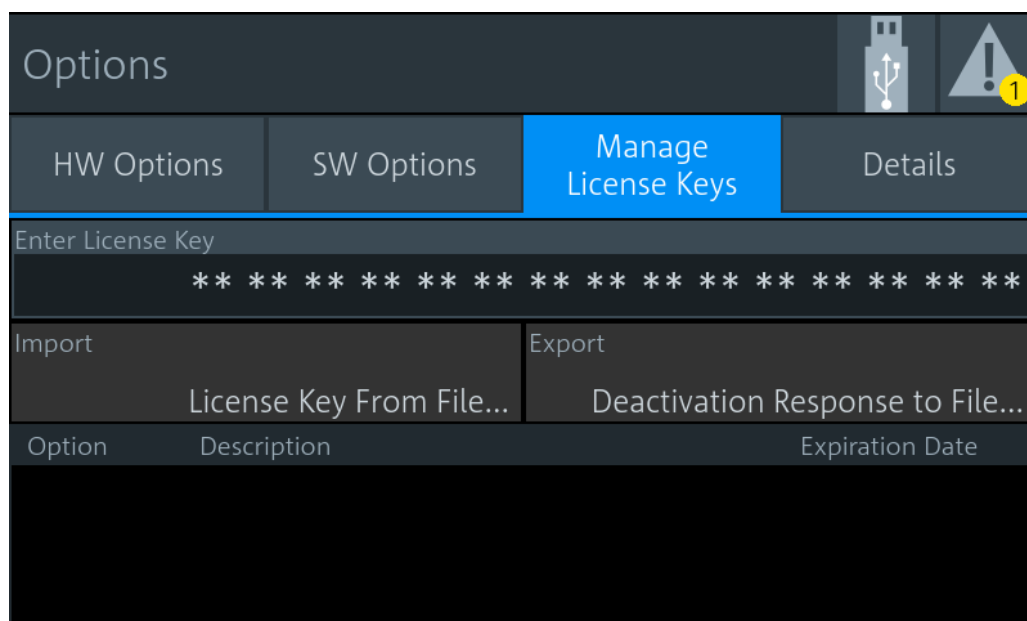 Options
1
HW Options
SW Options
Manage
License Keys
Details
Enter License Key
** ** ** ** ** ** ** ** ** ** ** ** ** ** **
Import
License Key From File...
Export
Deactivation Response to File...
Option Description Expiration Date